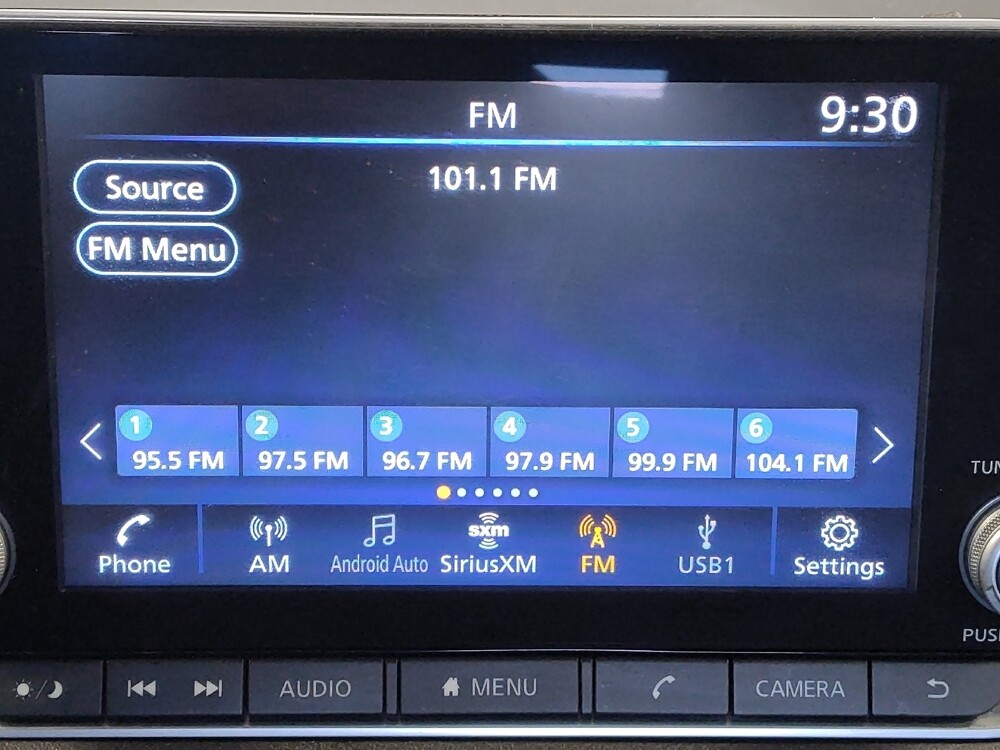 FM
9:30
Source
101.1 FM
FM Menu
1 2 3 4 5 6
95.5 FM 97.5 FM 96.7 FM 97.9 FM 99.9 FM 104.1 FM
sxm
Phone AM Android Auto SiriusXM FM USB1 Settings
TUN
PUSH
AUDIO MENU CAMERA